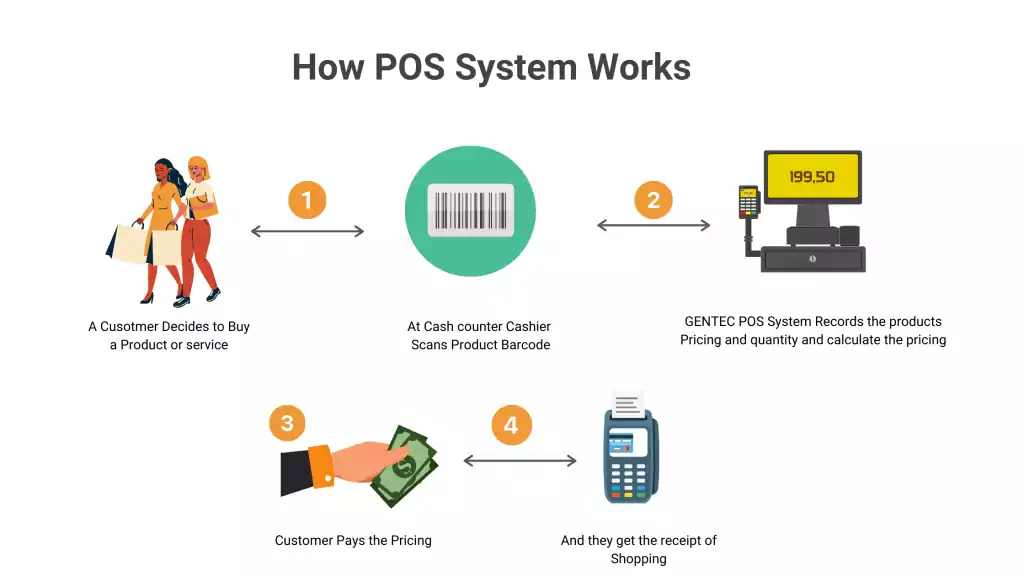 How POS System Works
1
2
199,50
A Cusotmer Decides to Buy
a Product or service
At Cash counter Cashier
Scans Product Barcode
GENTEC POS System Records the products
Pricing and quantity and calculate the pricing
3
4
Customer Pays the Pricing
And they get the receipt of
Shopping